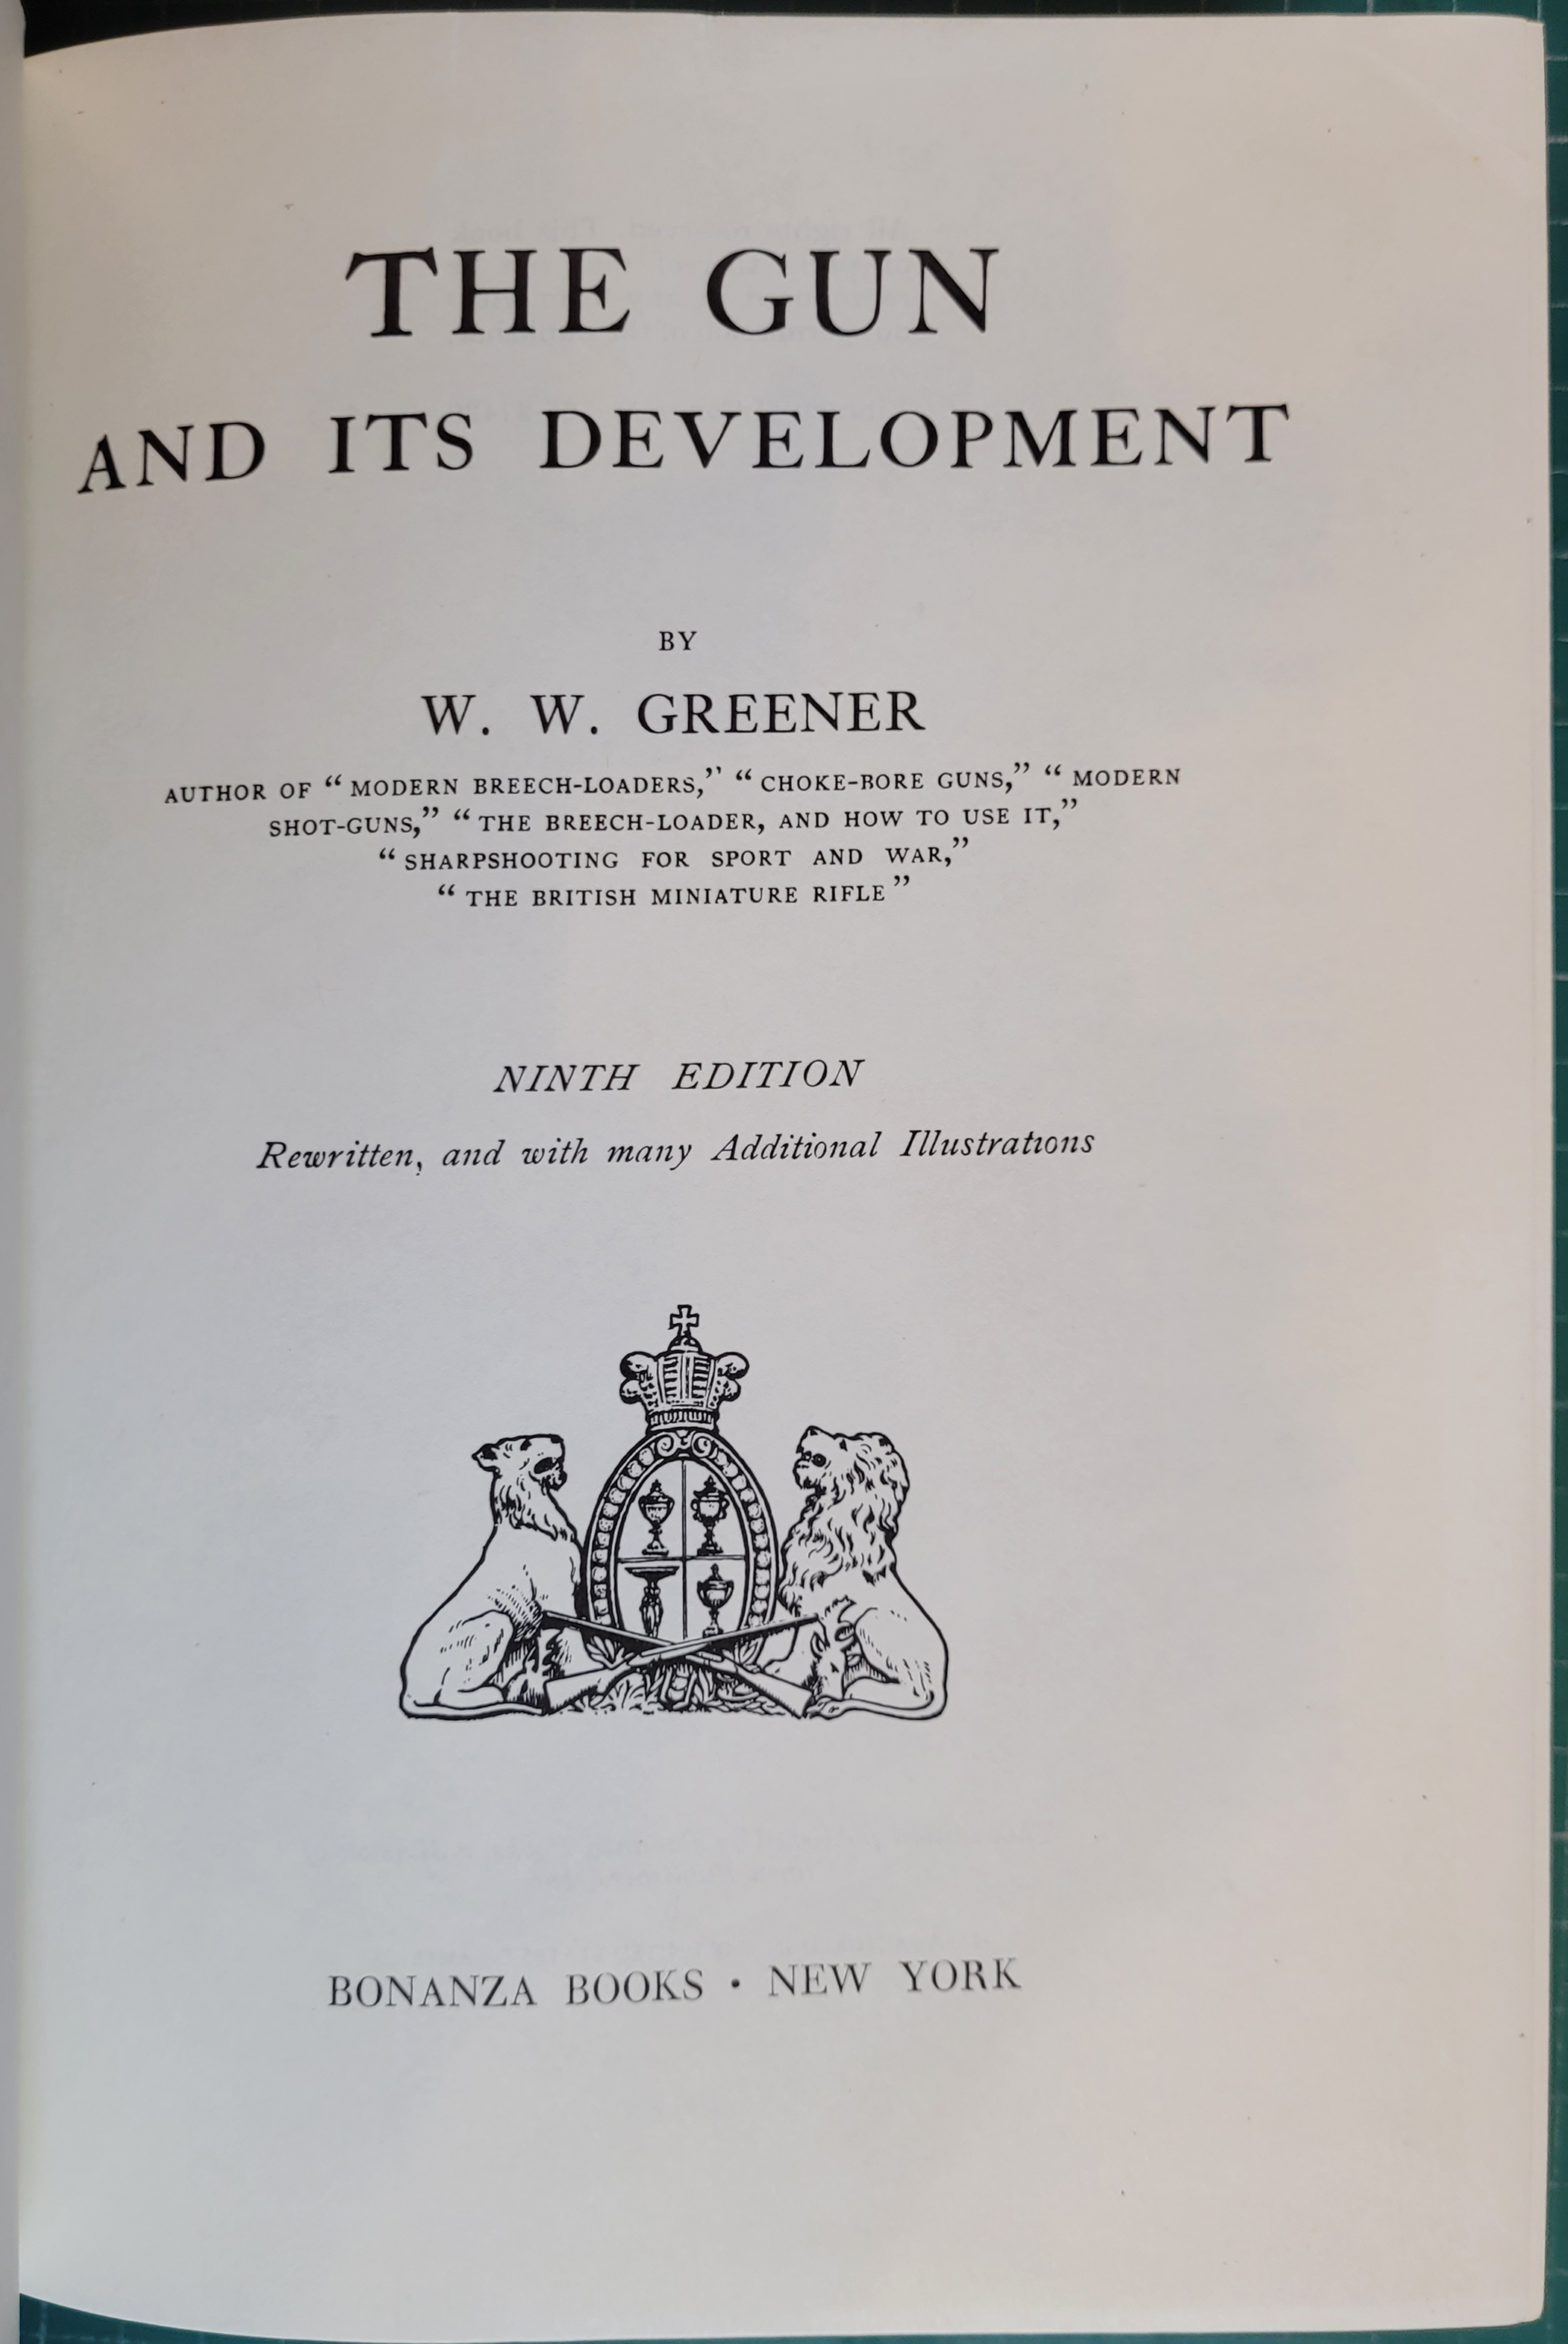 THE GUN
AND ITS DEVELOPMENT
BY
W. W. GREENER
AUTHOR OF “ MODERN BREECH-LOADERS,” “ CHOKE-BORE GUNS,” “ MODERN
SHOT-GUNS,” “ THE BREECH-LOADER, AND HOW TO USE IT,”
“ SHARPSHOOTING FOR SPORT AND WAR,”
“ THE BRITISH MINIATURE RIFLE ”
NINTH EDITION
Rewritten, and with many Additional Illustrations
BONANZA BOOKS • NEW YORK